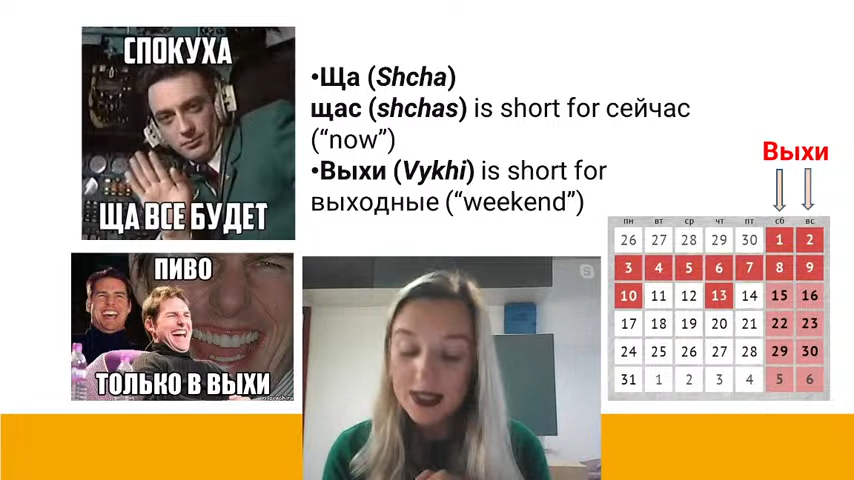 СПОКУХА
ЩА ВСЕ БУДЕТ
•Ща (Shcha)
щас (shchas) is short for сейчас
(“now”)
•Выхи (Vykhi) is short for
выходные (“weekend”)
Выхи
пн вт ср чт пт сб вс
26 27 28 29 30 1 2
3 4 5 6 7 8 9
10 11 12 13 14 15 16
17 18 19 20 21 22 23
24 25 26 27 28 29 30
31 1 2 3 4 5 6
ПИВО
ТОЛЬКО В ВЫХИ